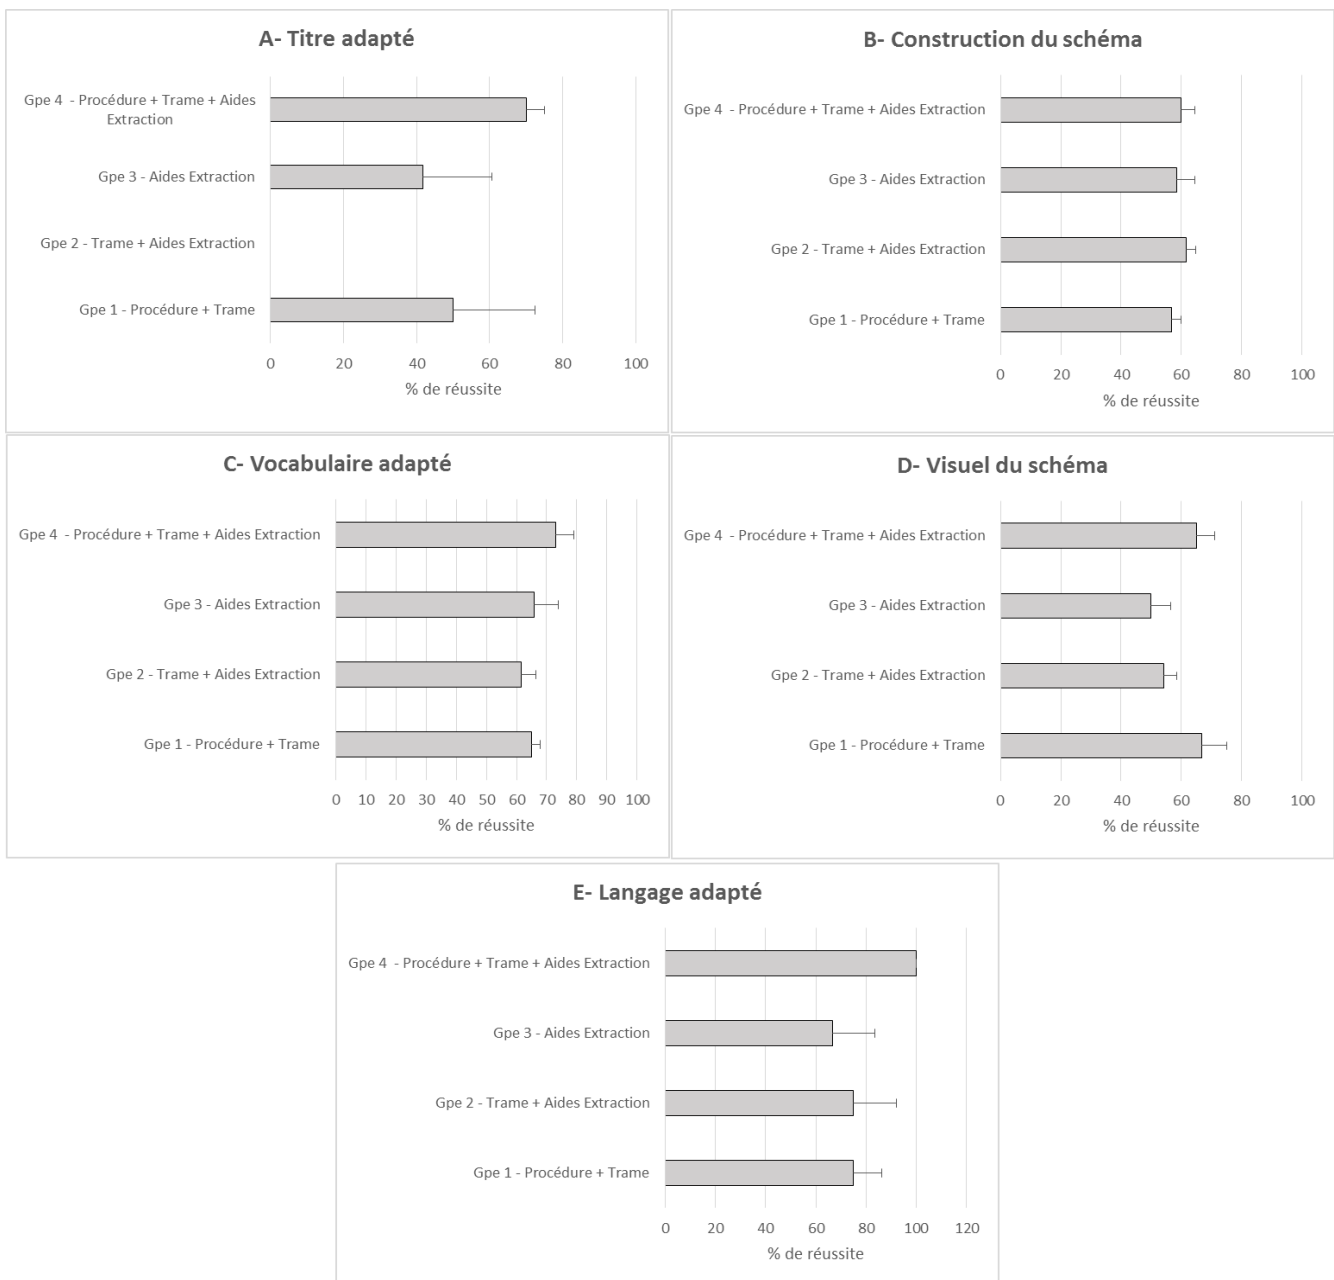 A- Titre adapté
Gpe 4 - Procédure + Trame + Aides
Extraction
Gpe 3 - Aides Extraction
Gpe 2 - Trame + Aides Extraction
Gpe 1 - Procédure + Trame
0 20 40 60 80 100
% de réussite
B- Construction du schéma
Gpe 4 - Procédure + Trame + Aides Extraction
Gpe 3 - Aides Extraction
Gpe 2 - Trame + Aides Extraction
Gpe 1 - Procédure + Trame
0 20 40 60 80 100
% de réussite
C- Vocabulaire adapté
Gpe 4 - Procédure + Trame + Aides Extraction
Gpe 3 - Aides Extraction
Gpe 2 - Trame + Aides Extraction
Gpe 1 - Procédure + Trame
0 10 20 30 40 50 60 70 80 90 100
% de réussite
D- Visuel du schéma
Gpe 4 - Procédure + Trame + Aides Extraction
Gpe 3 - Aides Extraction
Gpe 2 - Trame + Aides Extraction
Gpe 1 - Procédure + Trame
0 20 40 60 80 100
% de réussite
E- Langage adapté
Gpe 4 - Procédure + Trame + Aides Extraction
Gpe 3 - Aides Extraction
Gpe 2 - Trame + Aides Extraction
Gpe 1 - Procédure + Trame
0 20 40 60 80 100 120
% de réussite